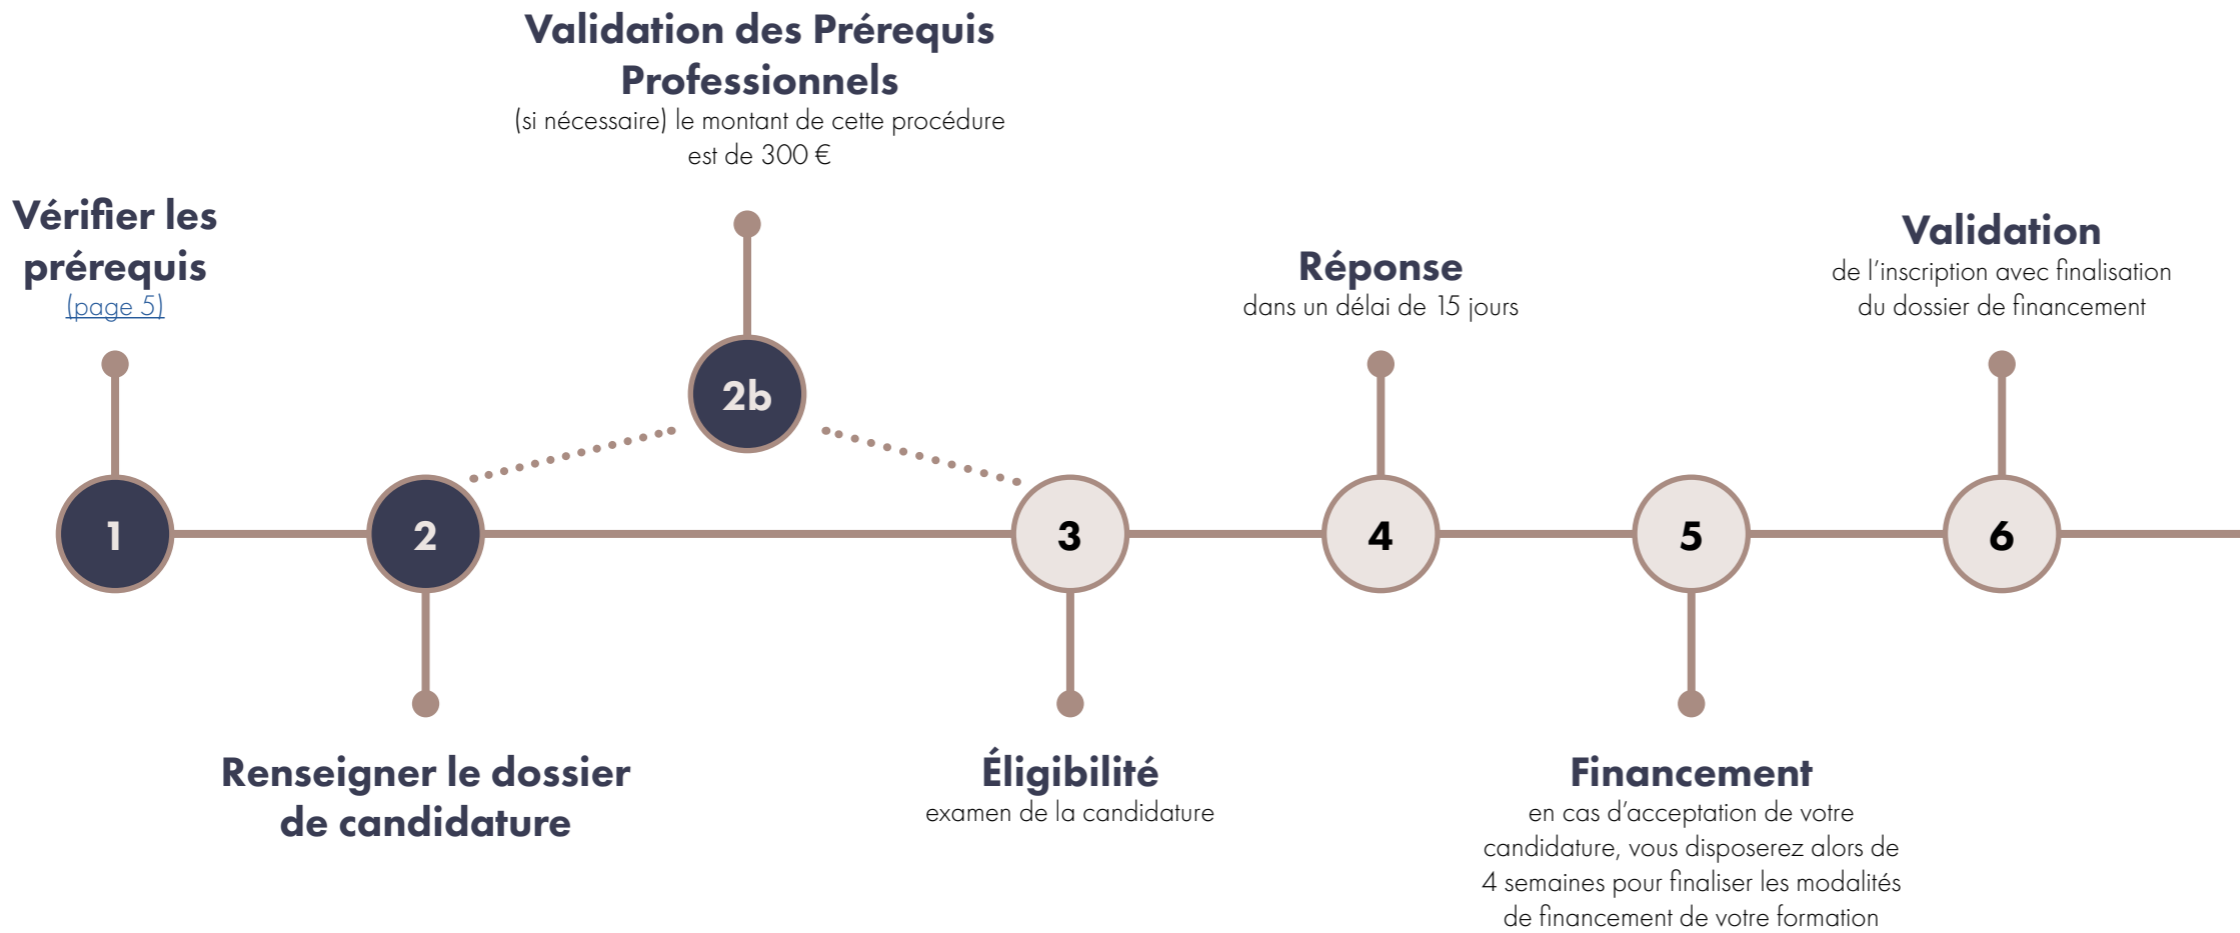 Validation des Prérequis
Professionnels
(si nécessaire) le montant de cette procédure
est de 300 €
Vérifier les
prérequis
(page 5)
Réponse
dans un délai de 15 jours
Validation
de l'inscription avec finalisation
du dossier de financement
2b
1
2
3
4
5
6
Renseigner le dossier
de candidature
Éligibilité
examen de la candidature
Financement
en cas d'acceptation de votre
candidature, vous disposerez alors de
4 semaines pour finaliser les modalités
de financement de votre formation